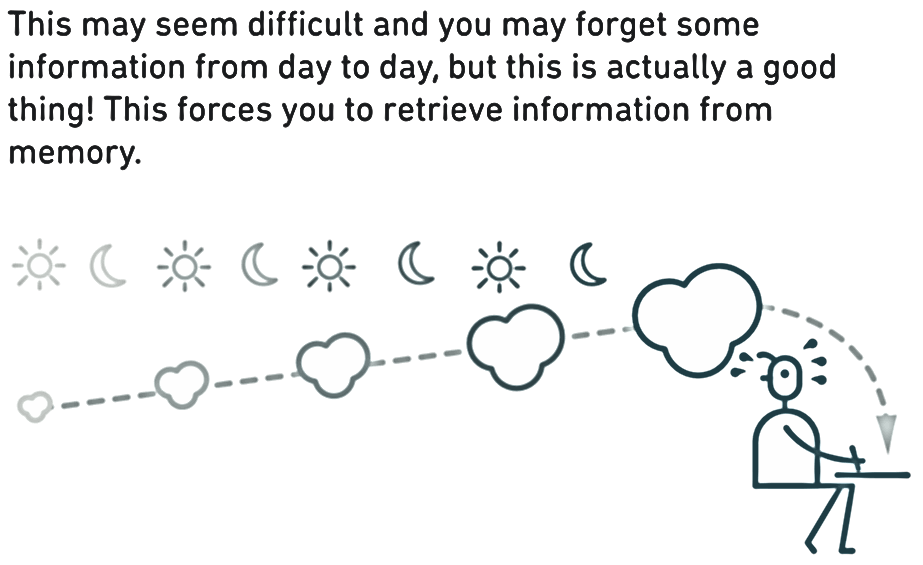 This may seem difficult and you may forget some
information from day to day, but this is actually a good
thing! This forces you to retrieve information from
memory.